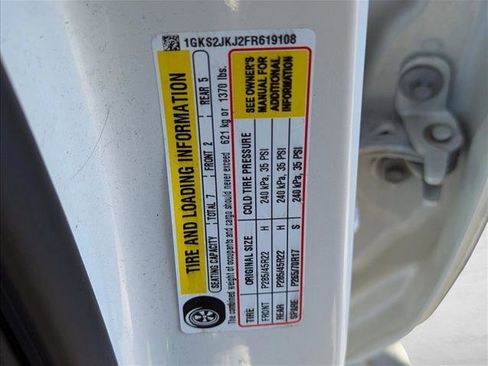 1GKS2JKJ2FR619108
TIRE AND LOADING INFORMATION
SEATING CAPACITY TOTAL 7 FRONT 2 REAR 5
The combined weight of occupants and cargo should never exceed 621 kg or 1370 lbs.
TIRE ORIGINAL SIZE COLD TIRE PRESSURE
FRONT P285/45R22 H 240 kPa, 35 PSI
REAR P285/45R22 H 240 kPa, 35 PSI
SPARE P265/70R17 S 240 kPa, 35 PSI
SEE OWNER'S
MANUAL FOR
ADDITIONAL
INFORMATION